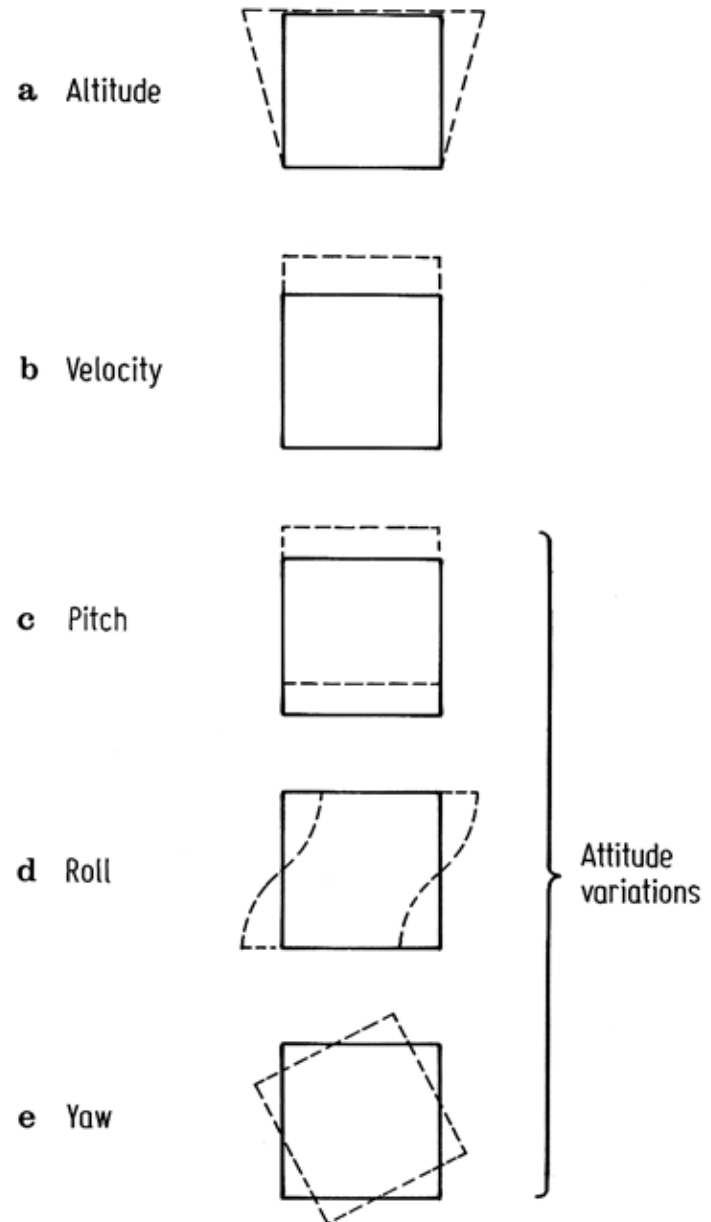 a Altitude
b Velocity
c Pitch
d Roll
Attitude
variations
e Yaw